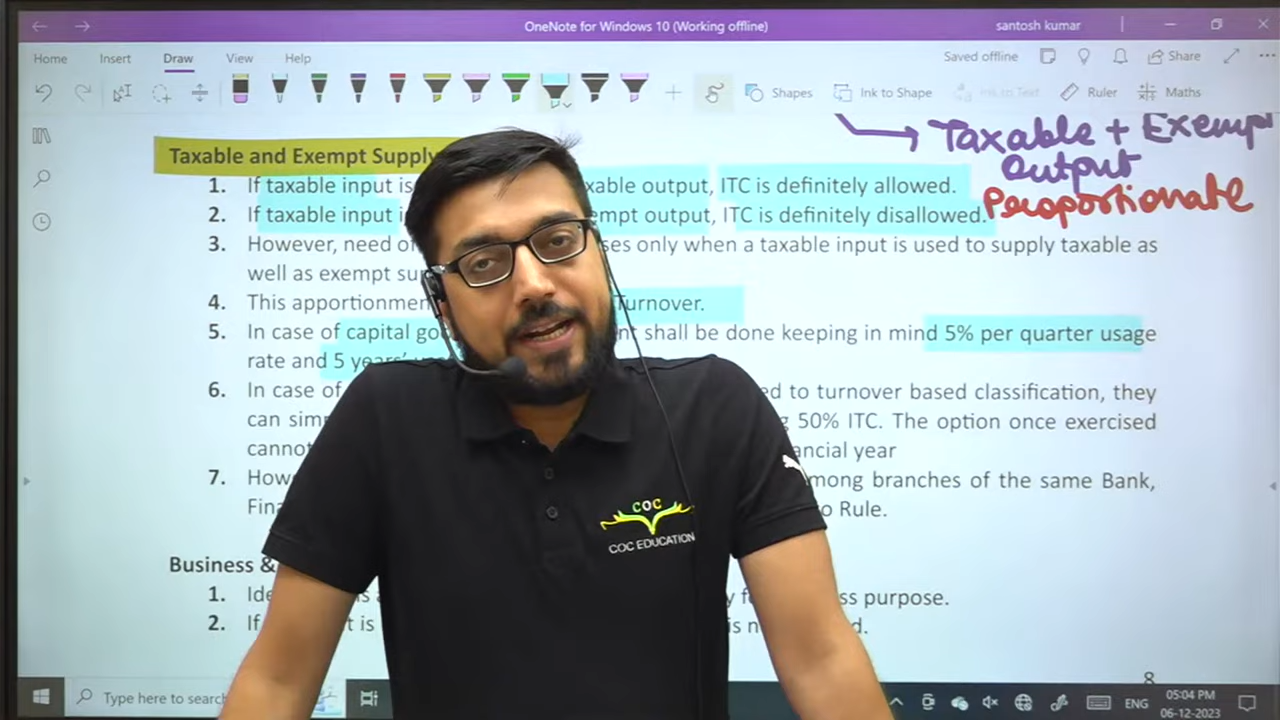 OneNote for Windows 10 (Working offline)
santosh kumar
Home Insert Draw View Help
Saved offline Share
Shapes Ink to Shape Ink to Text Ruler Maths
Taxable + Exempt
Output
Proportionate
Taxable and Exempt Supply
1. If taxable input is xable output, ITC is definitely allowed.
2. If taxable input i empt output, ITC is definitely disallowed.
3. However, need of ses only when a taxable input is used to supply taxable as
well as exempt su
4. This apportionmen Turnover.
5. In case of capital go nt shall be done keeping in mind 5% per quarter usage
rate and 5 years'
6. In case of ed to turnover based classification, they
can sim g 50% ITC. The option once exercised
cannot ancial year
7. How mong branches of the same Bank,
Fina o Rule.
Business &
1. Ide s a y f ss purpose.
2. If t is is n d.
8
COC
COC EDUCATION
Type here to search
ENG
05:04 PM
06-12-2023